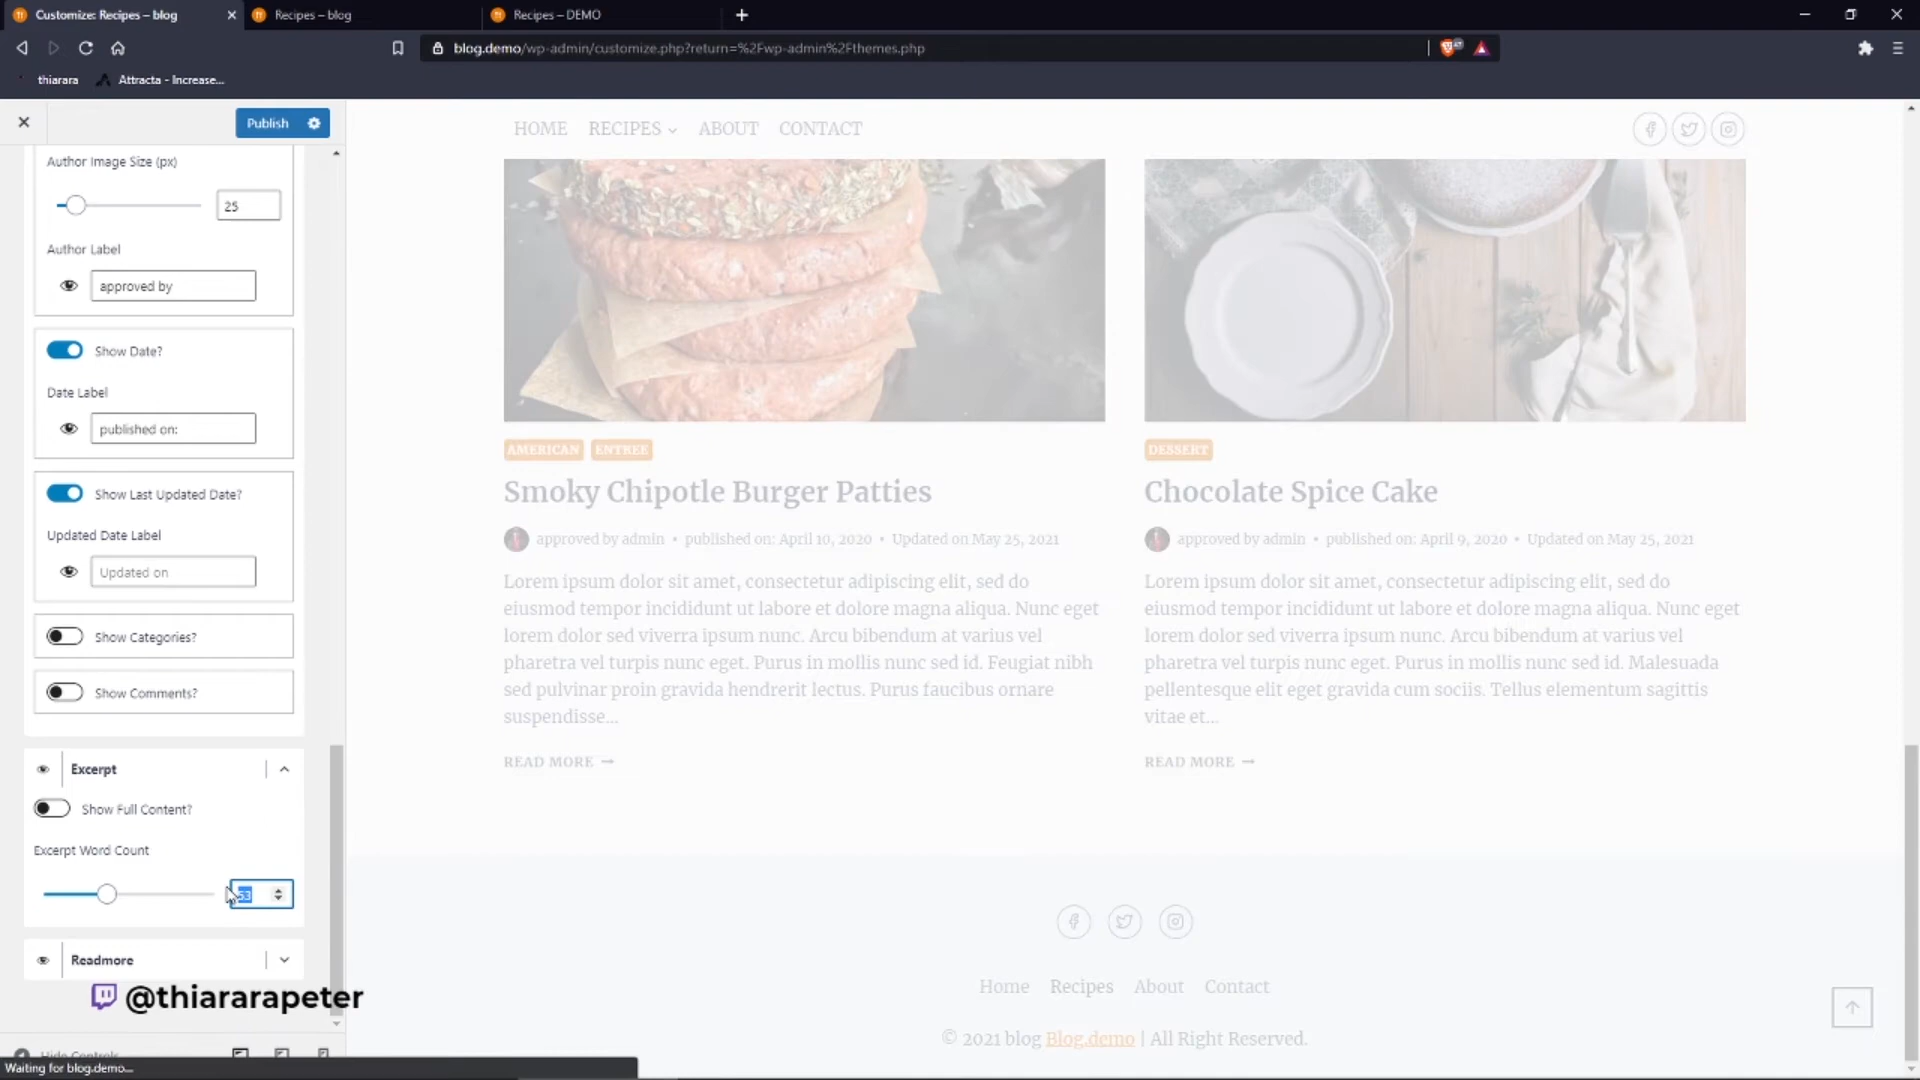 Customize: Recipes – blog
Recipes – blog
Recipes – DEMO
blog.demo/wp-admin/customize.php?return=%2Fwp-admin%2Fthemes.php
thiarara
Attracta - Increase...
Publish
Author Image Size (px)
25
Author Label
approved by
Show Date?
Date Label
published on:
Show Last Updated Date?
Updated Date Label
Updated on
Show Categories?
Show Comments?
Excerpt
Show Full Content?
Excerpt Word Count
53
Readmore
@thiararapeter
Hide Controls
Waiting for blog.demo...
HOME RECIPES ABOUT CONTACT
AMERICAN ENTREE
Smoky Chipotle Burger Patties
approved by admin • published on: April 10, 2020 • Updated on May 25, 2021
Lorem ipsum dolor sit amet, consectetur adipiscing elit, sed do
eiusmod tempor incididunt ut labore et dolore magna aliqua. Nunc eget
lorem dolor sed viverra ipsum nunc. Arcu bibendum at varius vel
pharetra vel turpis nunc eget. Purus in mollis nunc sed id. Feugiat nibh
sed pulvinar proin gravida hendrerit lectus. Purus faucibus ornare
suspendisse...
READ MORE →
DESSERT
Chocolate Spice Cake
approved by admin • published on: April 9, 2020 • Updated on May 25, 2021
Lorem ipsum dolor sit amet, consectetur adipiscing elit, sed do
eiusmod tempor incididunt ut labore et dolore magna aliqua. Nunc eget
lorem dolor sed viverra ipsum nunc. Arcu bibendum at varius vel
pharetra vel turpis nunc eget. Purus in mollis nunc sed id. Malesuada
pellentesque elit eget gravida cum sociis. Tellus elementum sagittis
vitae et...
READ MORE →
Home Recipes About Contact
© 2021 blog Blog.demo | All Right Reserved.